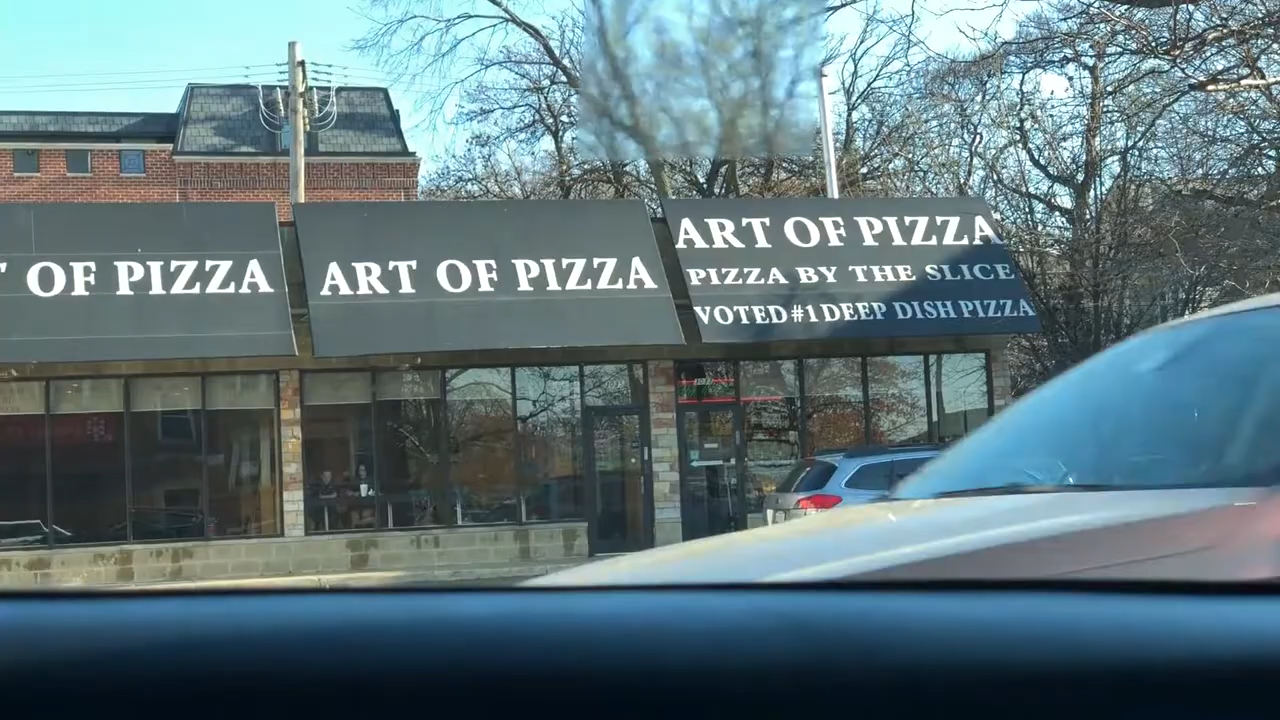 OF PIZZA
ART OF PIZZA
ART OF PIZZA
PIZZA BY THE SLICE
VOTED #1 DEEP DISH PIZZA